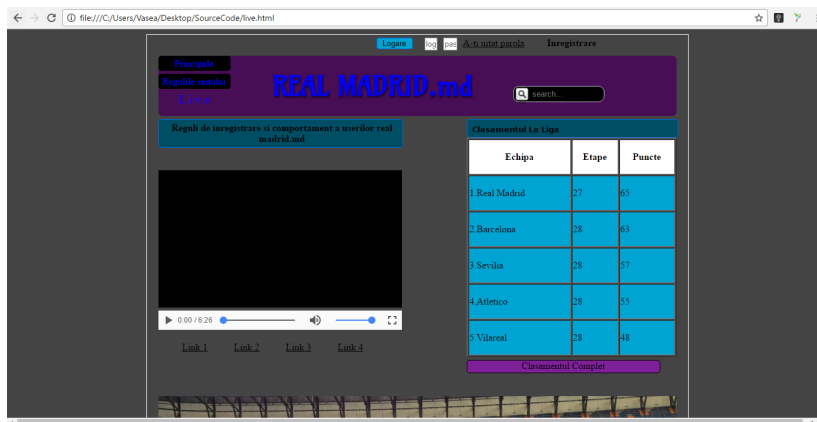 file:///C:/Users/Vasea/Desktop/SourceCode/live.html
Logare log pas A-ti uitat parola Inregistrare
Principala
Regulile sautului
REAL MADRID.md
search...
Reguli de inregistrare si comportament a userilor real
madrid.md
Clasamentul La Liga
Echipa Etape Puncte
1.Real Madrid 27 65
2.Barcelona 28 63
3.Sevilia 28 57
4.Atletico 28 55
5.Vilareal 28 48
0:00 / 6:26
Link 1 Link 2 Link 3 Link 4
Clasamentul Complet